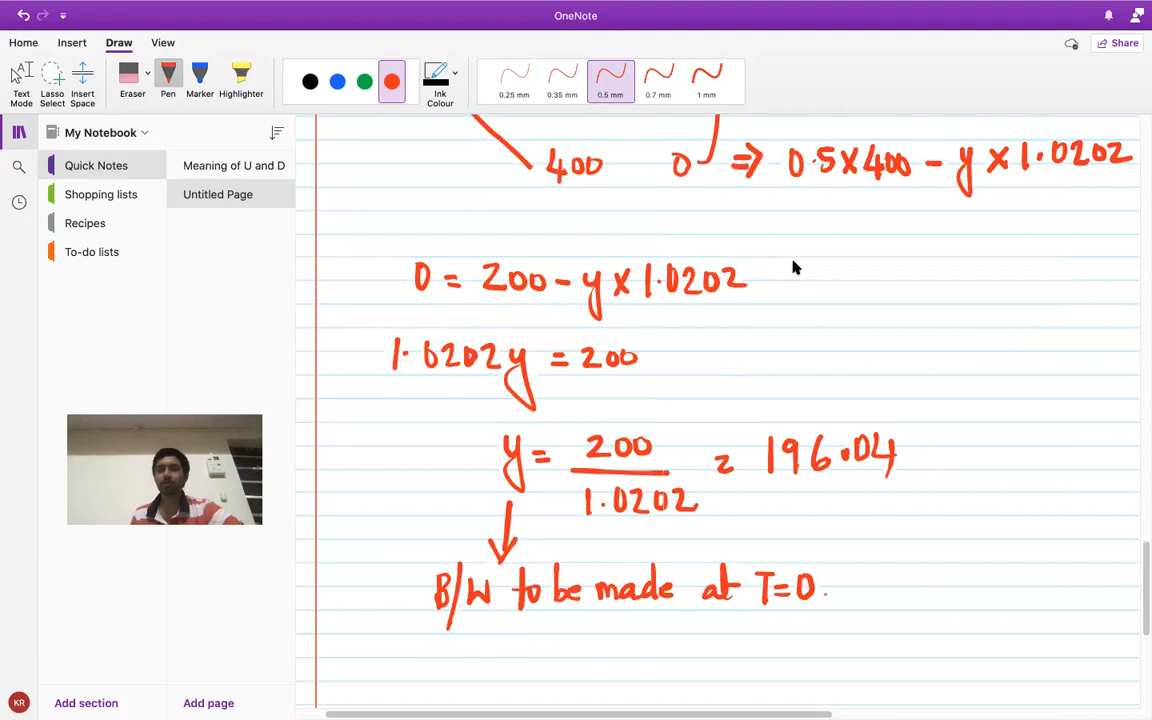 OneNote
Home Insert Draw View
Share
Text Mode
Lasso Select
Insert Space
Eraser
Pen
Marker
Highlighter
Ink Colour
0.25 mm
0.35 mm
0.5 mm
0.7 mm
1 mm
My Notebook
Quick Notes
Shopping lists
Recipes
To-do lists
Meaning of U and D
Untitled Page
400 0 ⇒ 0.5×400 - y × 1.0202
0 = 200 - y × 1.0202
1.0202y = 200
y = 200 / 1.0202 = 196.04
B/W to be made at T=0.
KR
Add section
Add page